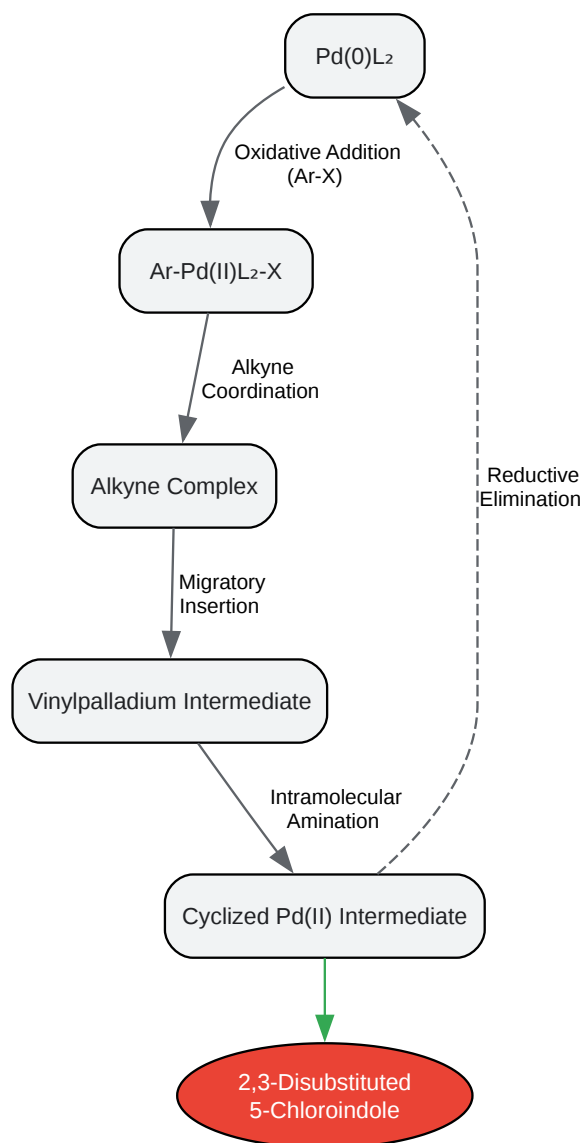 Pd(0)L₂
Oxidative Addition
(Ar-X)
Ar-Pd(II)L₂-X
Alkyne
Coordination
Alkyne Complex
Reductive
Elimination
Migratory
Insertion
Vinylpalladium Intermediate
Intramolecular
Amination
Cyclized Pd(II) Intermediate
2,3-Disubstituted
5-Chloroindole